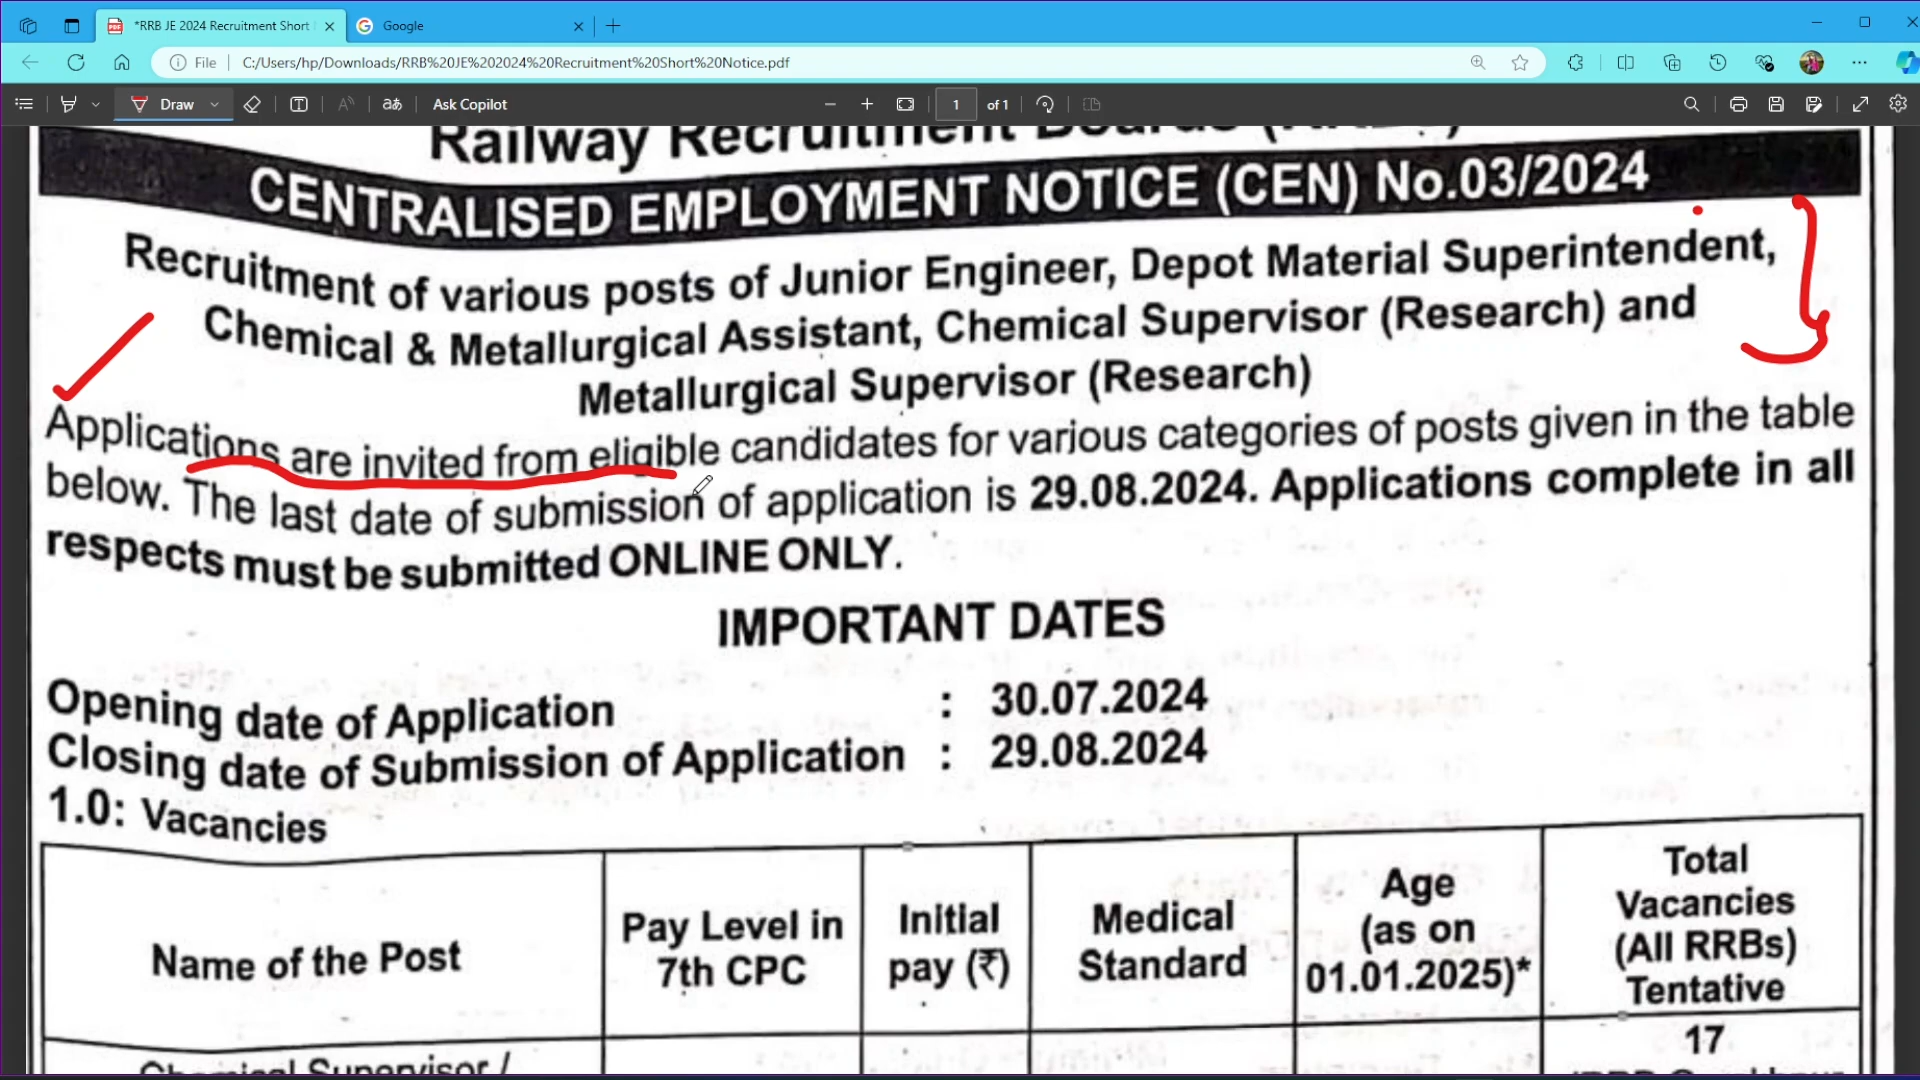 *RRB JE 2024 Recruitment Short
Google
File
C:/Users/hp/Downloads/RRB%20JE%202024%20Recruitment%20Short%20Notice.pdf
Draw
Ask Copilot
1 of 1
Railway Recruitment Boards
CENTRALISED EMPLOYMENT NOTICE (CEN) No.03/2024
Recruitment of various posts of Junior Engineer, Depot Material Superintendent,
Chemical & Metallurgical Assistant, Chemical Supervisor (Research) and
Metallurgical Supervisor (Research)
Applications are invited from eligible candidates for various categories of posts given in the table
below. The last date of submission of application is 29.08.2024. Applications complete in all
respects must be submitted ONLINE ONLY.
IMPORTANT DATES
Opening date of Application : 30.07.2024
Closing date of Submission of Application : 29.08.2024
1.0: Vacancies
Name of the Post
Pay Level in
7th CPC
Initial
pay (₹)
Medical
Standard
Age
(as on
01.01.2025)*
Total
Vacancies
(All RRBs)
Tentative
Chemical Supervisor /
17